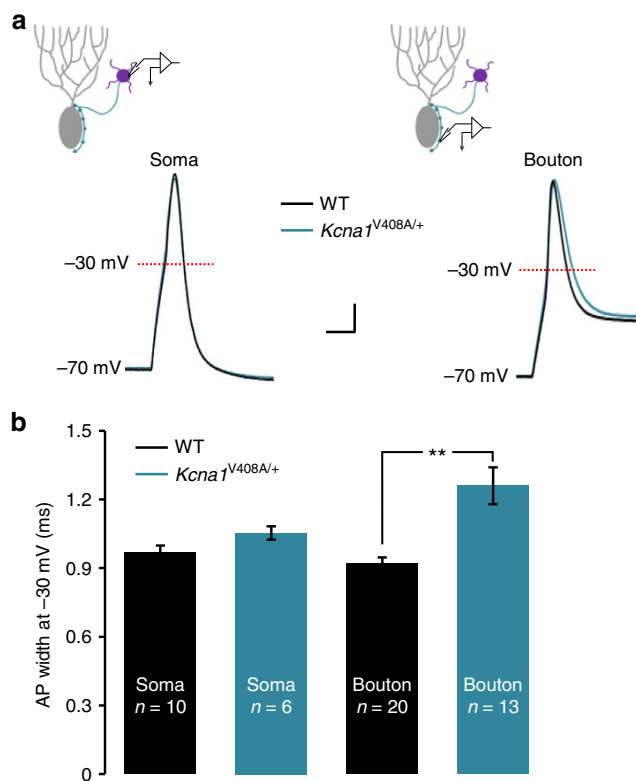 a
Soma
Bouton
WT
Kcna1V408A/+
–30 mV
–30 mV
–70 mV
–70 mV
b
1.5
1.2
0.9
0.6
0.3
0
AP width at –30 mV (ms)
WT
Kcna1V408A/+
**
Soma
n = 10
Soma
n = 6
Bouton
n = 20
Bouton
n = 13